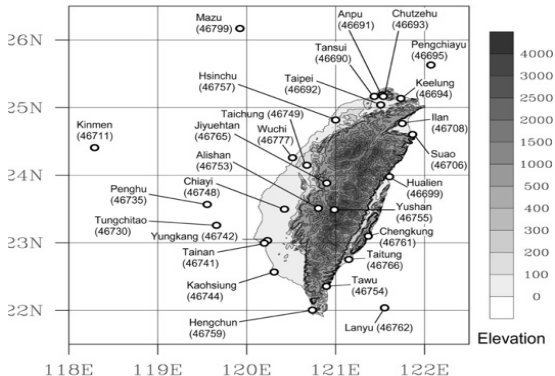 Mazu
(46799)
Anpu
(46691)
Chutzehu
(46693)
Tansui
(46690)
Pengchiayu
(46695)
Hsinchu
(46757)
Taipei
(46692)
Keelung
(46694)
Taichung (46749)
Kinmen
(46711)
Jiyuehtan
(46765)
Wuchi
(46777)
Ilan
(46708)
Alishan
(46753)
Suao
(46706)
Chiayi
(46748)
Hualien
(46699)
Penghu
(46735)
Yushan
(46755)
Tungchitao
(46730)
Yungkang (46742)
Chengkung
(46761)
Tainan
(46741)
Taitung
(46766)
Kaohsiung
(46744)
Tawu
(46754)
Hengchun
(46759)
Lanyu (46762)
26N
25N
24N
23N
22N
118E
119E
120E
121E
122E
4000
3000
2500
2000
1500
1000
500
400
300
200
100
0
Elevation